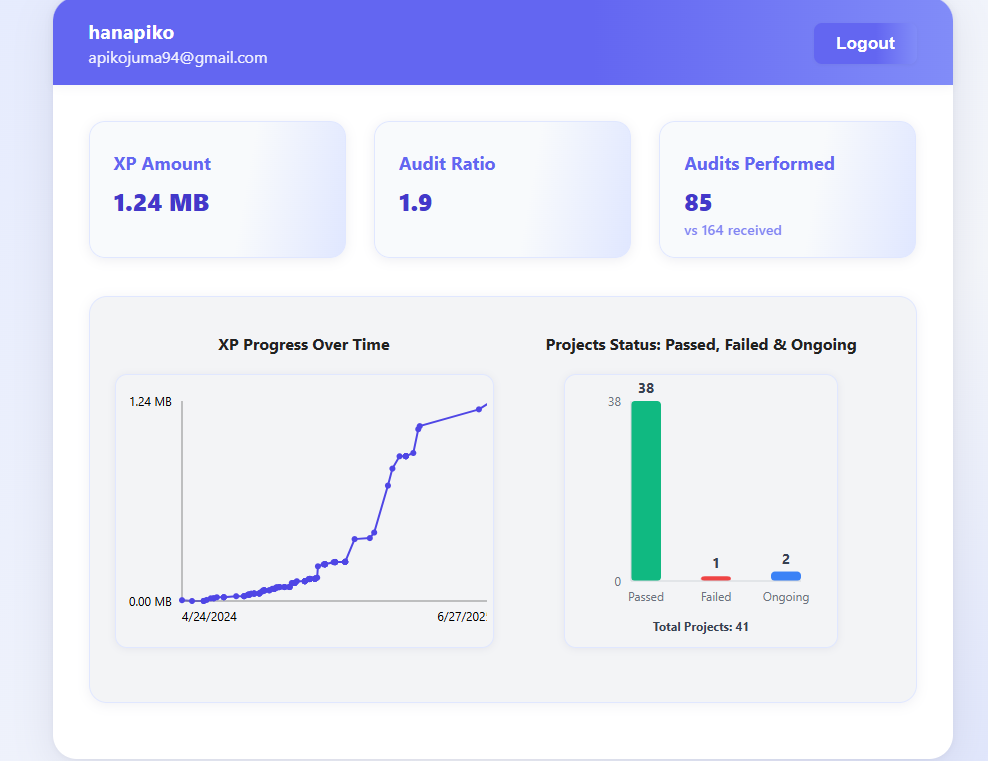 hanapiko
apikojuma94@gmail.com
Logout
XP Amount
1.24 MB
Audit Ratio
1.9
Audits Performed
85
vs 164 received
XP Progress Over Time
1.24 MB
0.00 MB
4/24/2024
6/27/202
Projects Status: Passed, Failed & Ongoing
38
38
1
2
0
Passed
Failed
Ongoing
Total Projects: 41